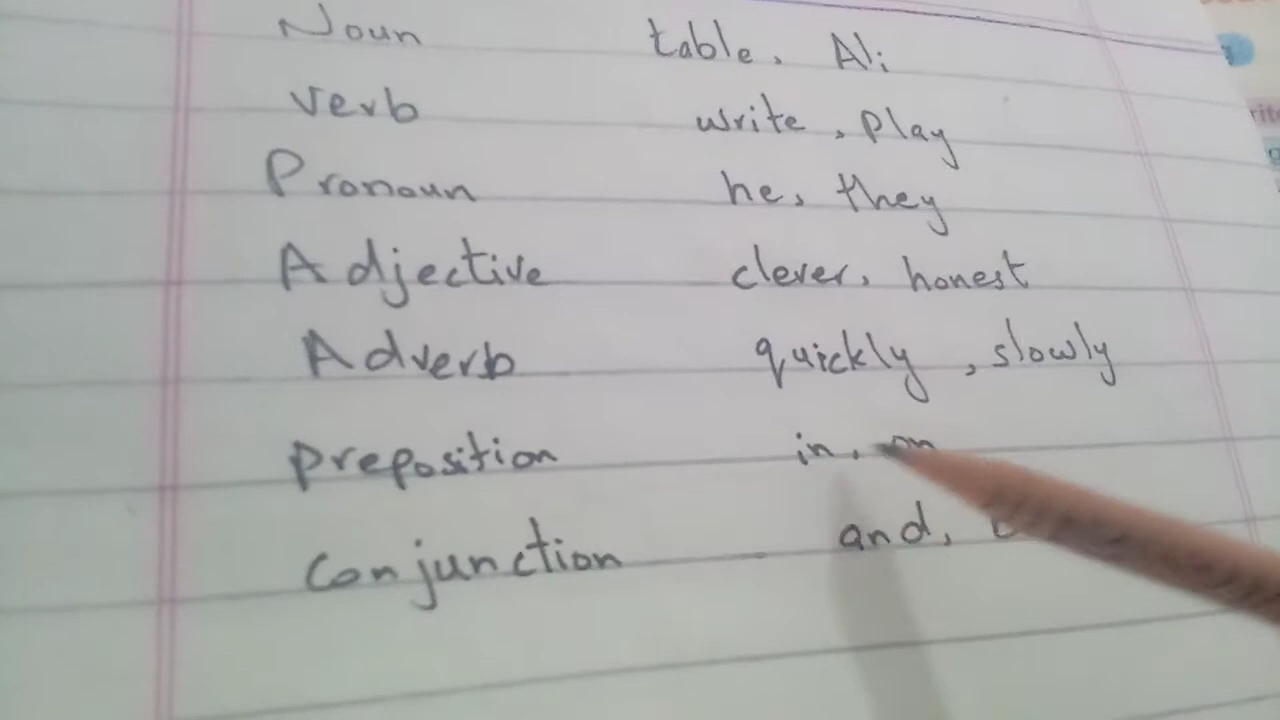 Noun table, Ali
Verb write, play
Pronoun he, they
Adjective clever, honest
Adverb quickly, slowly
preposition in, on
Conjunction and,